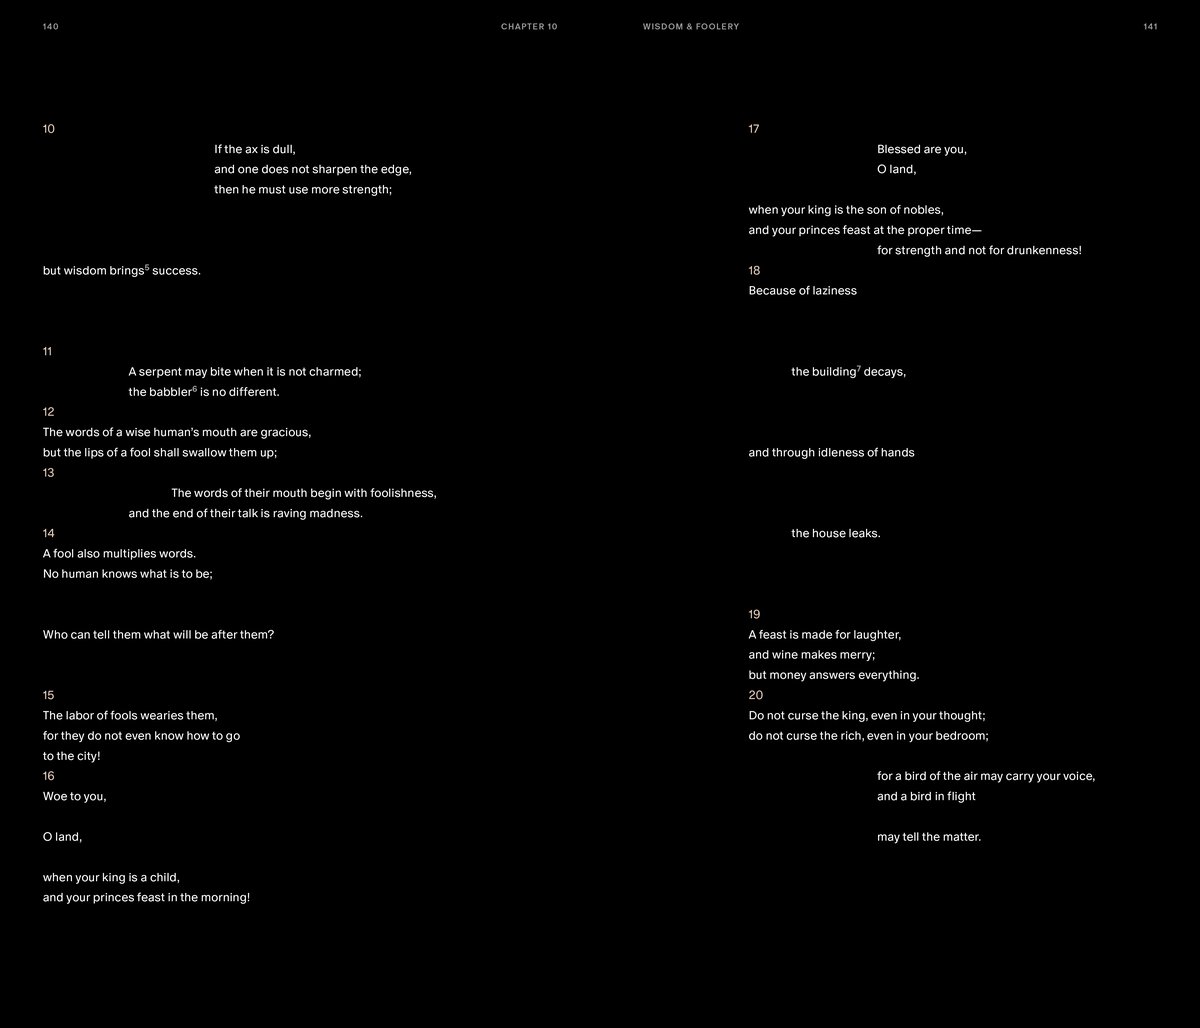 140
CHAPTER 10
10
If the ax is dull,
and one does not sharpen the edge,
then he must use more strength;
but wisdom brings⁵ success.
11
A serpent may bite when it is not charmed;
the babbler⁶ is no different.
12
The words of a wise human’s mouth are gracious,
but the lips of a fool shall swallow them up;
13
The words of their mouth begin with foolishness,
and the end of their talk is raving madness.
14
A fool also multiplies words.
No human knows what is to be;
Who can tell them what will be after them?
15
The labor of fools wearies them,
for they do not even know how to go
to the city!
16
Woe to you,
O land,
when your king is a child,
and your princes feast in the morning!
WISDOM & FOOLERY
141
17
Blessed are you,
O land,
when your king is the son of nobles,
and your princes feast at the proper time—
for strength and not for drunkenness!
18
Because of laziness
the building⁷ decays,
and through idleness of hands
the house leaks.
19
A feast is made for laughter,
and wine makes merry;
but money answers everything.
20
Do not curse the king, even in your thought;
do not curse the rich, even in your bedroom;
for a bird of the air may carry your voice,
and a bird in flight
may tell the matter.